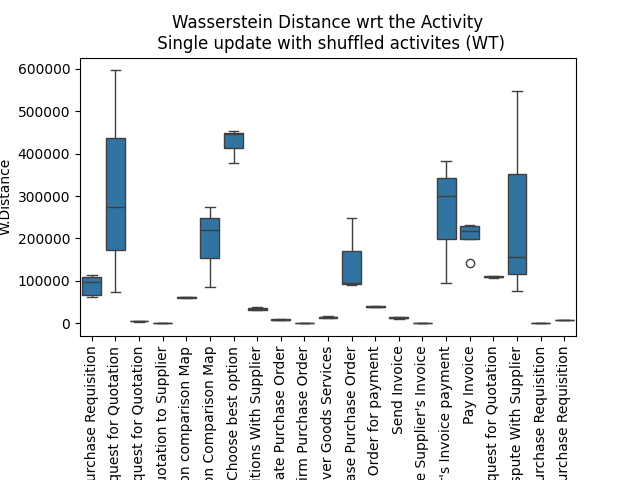 Wasserstein Distance wrt the Activity
Single update with shuffled activites (WT)
W.Distance
600000
500000
400000
300000
200000
100000
0
urchase Requisition
quest for Quotation
quest for Quotation
uotation to Supplier
on comparison Map
on Comparison Map
Choose best option
itions With Supplier
ate Purchase Order
irm Purchase Order
ver Goods Services
ase Purchase Order
Order for payment
Send Invoice
e Supplier's Invoice
's Invoice payment
Pay Invoice
quest for Quotation
spute With Supplier
urchase Requisition
urchase Requisition